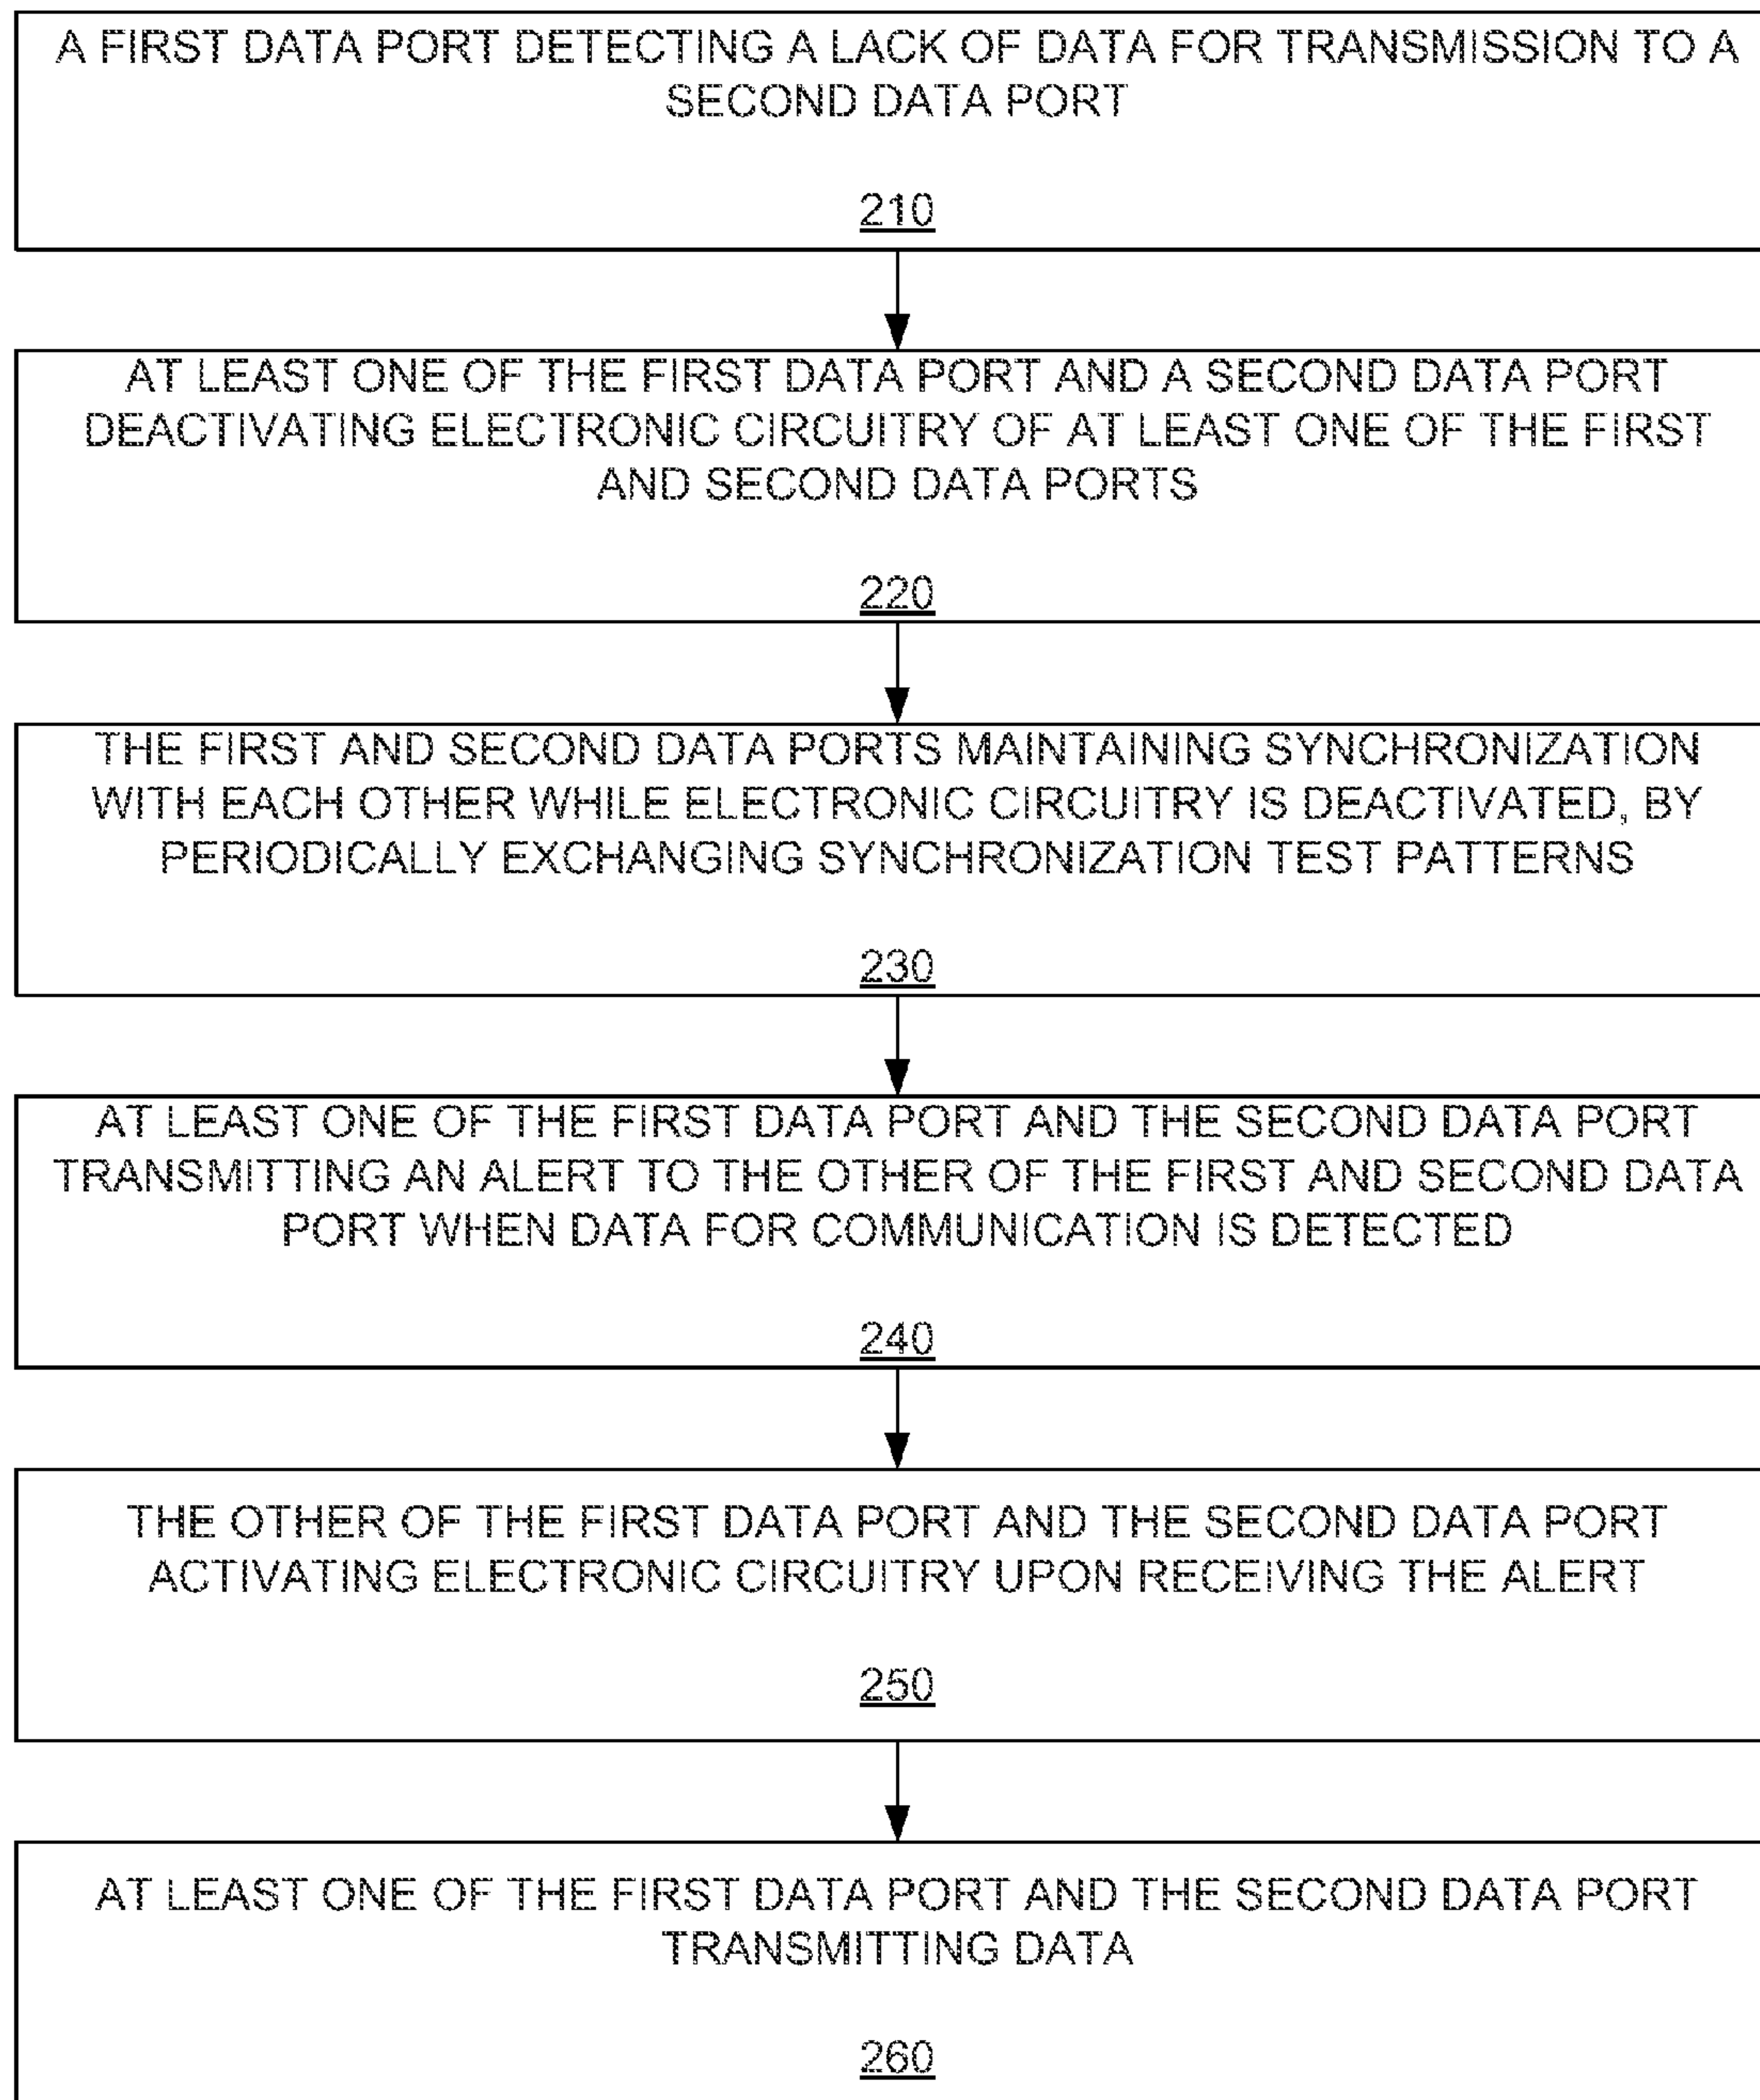 A FIRST DATA PORT DETECTING A LACK OF DATA FOR TRANSMISSION TO A
SECOND DATA PORT
210
AT LEAST ONE OF THE FIRST DATA PORT AND A SECOND DATA PORT
DEACTIVATING ELECTRONIC CIRCUITRY OF AT LEAST ONE OF THE FIRST
AND SECOND DATA PORTS
220
THE FIRST AND SECOND DATA PORTS MAINTAINING SYNCHRONIZATION
WITH EACH OTHER WHILE ELECTRONIC CIRCUITRY IS DEACTIVATED, BY
PERIODICALLY EXCHANGING SYNCHRONIZATION TEST PATTERNS
230
AT LEAST ONE OF THE FIRST DATA PORT AND THE SECOND DATA PORT
TRANSMITTING AN ALERT TO THE OTHER OF THE FIRST AND SECOND DATA
PORT WHEN DATA FOR COMMUNICATION IS DETECTED
240
THE OTHER OF THE FIRST DATA PORT AND THE SECOND DATA PORT
ACTIVATING ELECTRONIC CIRCUITRY UPON RECEIVING THE ALERT
250
AT LEAST ONE OF THE FIRST DATA PORT AND THE SECOND DATA PORT
TRANSMITTING DATA
260